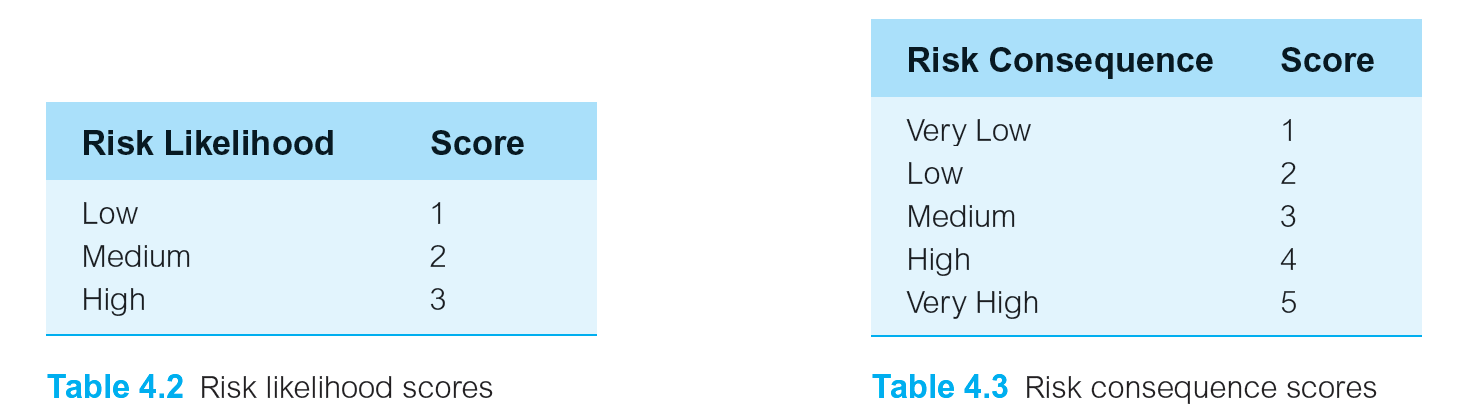 Risk Likelihood Score
Low 1
Medium 2
High 3
Table 4.2 Risk likelihood scores
Risk Consequence Score
Very Low 1
Low 2
Medium 3
High 4
Very High 5
Table 4.3 Risk consequence scores